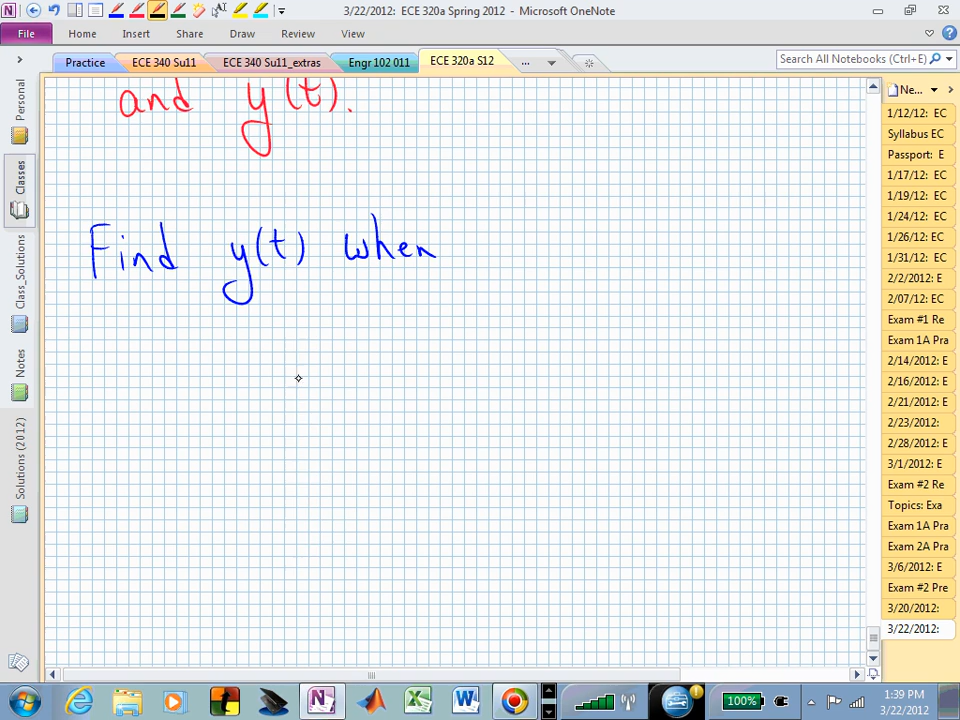 3/22/2012: ECE 320a Spring 2012 - Microsoft OneNote
File Home Insert Share Draw Review View
Practice ECE 340 Su11 ECE 340 Su11_extras Engr 102 011 ECE 320a S12 ... Search All Notebooks (Ctrl+E)
Personal
Classes
Class_Solutions
Notes
Solutions (2012)
and y(t).
Find y(t) when
Ne...
1/12/12: EC
Syllabus EC
Passport: E
1/17/12: EC
1/19/12: EC
1/24/12: EC
1/26/12: EC
1/31/12: EC
2/2/2012: E
2/07/12: EC
Exam #1 Re
Exam 1A Pra
2/14/2012: E
2/16/2012: E
2/21/2012: E
2/23/2012:
2/28/2012: E
3/1/2012: E
Exam #2 Re
Topics: Exa
Exam 1A Pra
Exam 2A Pra
3/6/2012: E
Exam #2 Pre
3/20/2012:
3/22/2012:
100%
1:39 PM
3/22/2012